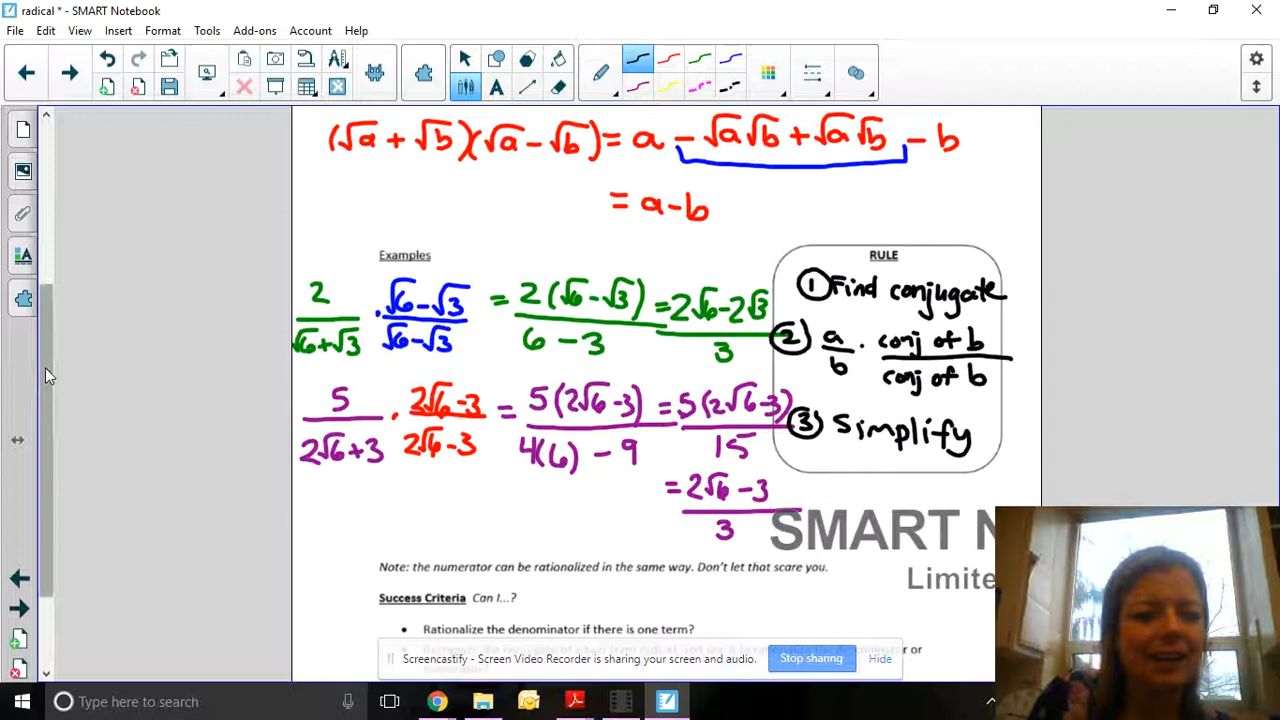 radical * - SMART Notebook
File Edit View Insert Format Tools Add-ons Account Help
(√a + √b)(√a - √b) = a - √a√b + √a√b - b
= a - b
Examples
RULE
2/(√6+√3) · (√6-√3)/(√6-√3) = 2(√6-√3)/(6-3) = (2√6-2√3)/3
① Find conjugate
② a/b · conj of b/conj of b
5/(2√6+3) · (2√6-3)/(2√6-3) = 5(2√6-3)/(4(6)-9) = 5(2√6-3)/15
③ Simplify
= (2√6-3)/3
SMART N
Limite
Note: the numerator can be rationalized in the same way. Don't let that scare you.
Success Criteria Can I...?
• Rationalize the denominator if there is one term?
Screencastify - Screen Video Recorder is sharing your screen and audio. Stop sharing Hide
Type here to search